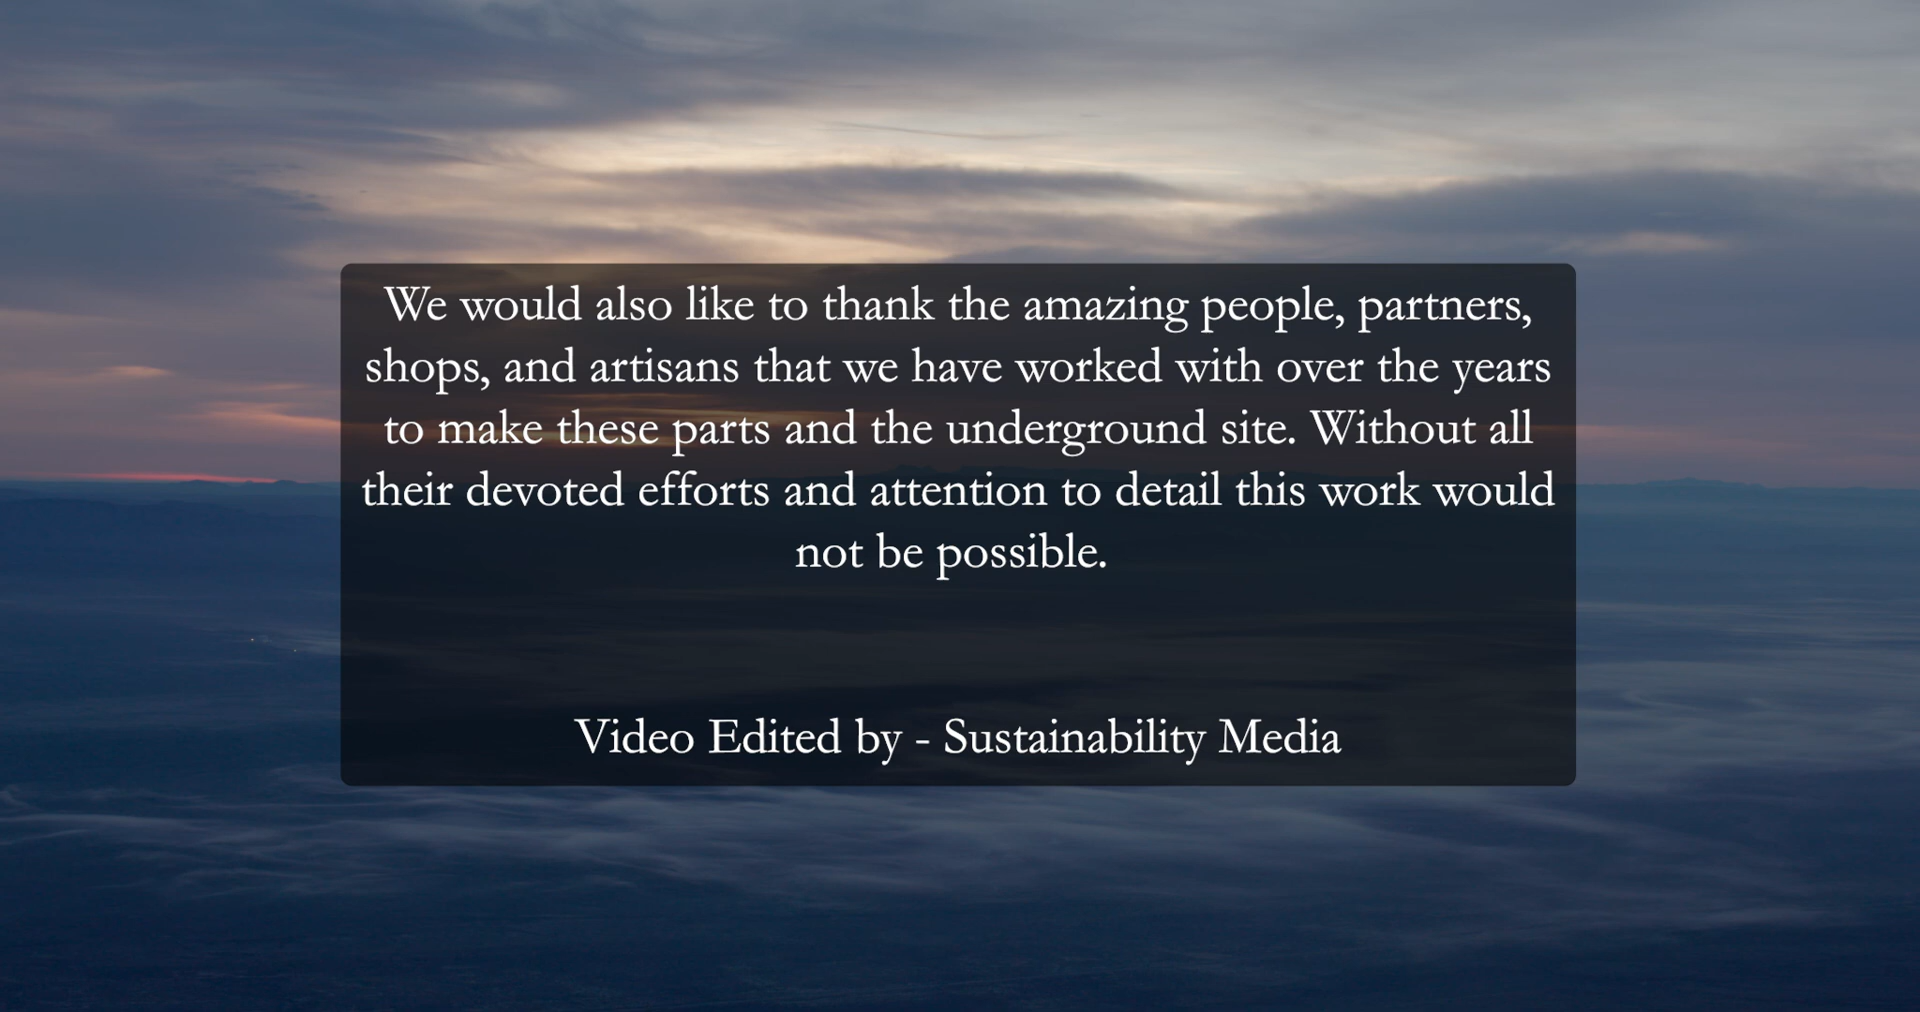 We would also like to thank the amazing people, partners,
shops, and artisans that we have worked with over the years
to make these parts and the underground site. Without all
their devoted efforts and attention to detail this work would
not be possible.
Video Edited by - Sustainability Media